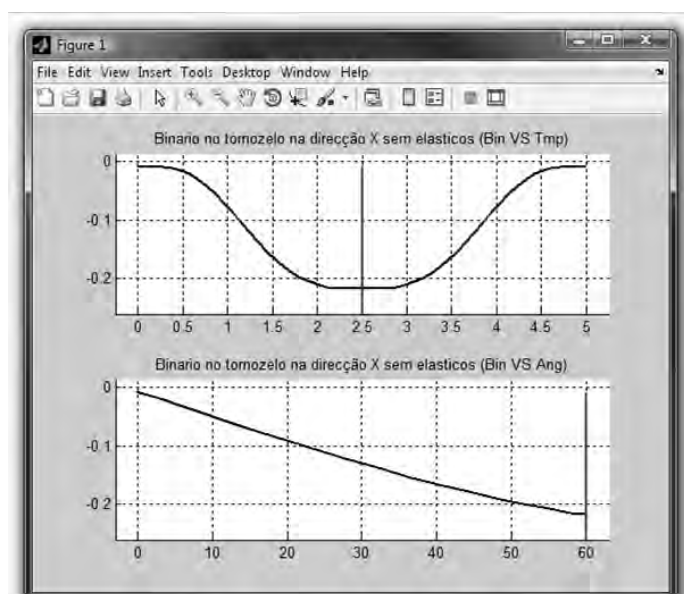 Figure 1
File Edit View Insert Tools Desktop Window Help
Binario no tornozelo na direcção X sem elasticos (Bin VS Tmp)
0
-0.1
-0.2
0 0.5 1 1.5 2 2.5 3 3.5 4 4.5 5
Binario no tornozelo na direcção X sem elasticos (Bin VS Ang)
0
-0.1
-0.2
0 10 20 30 40 50 60